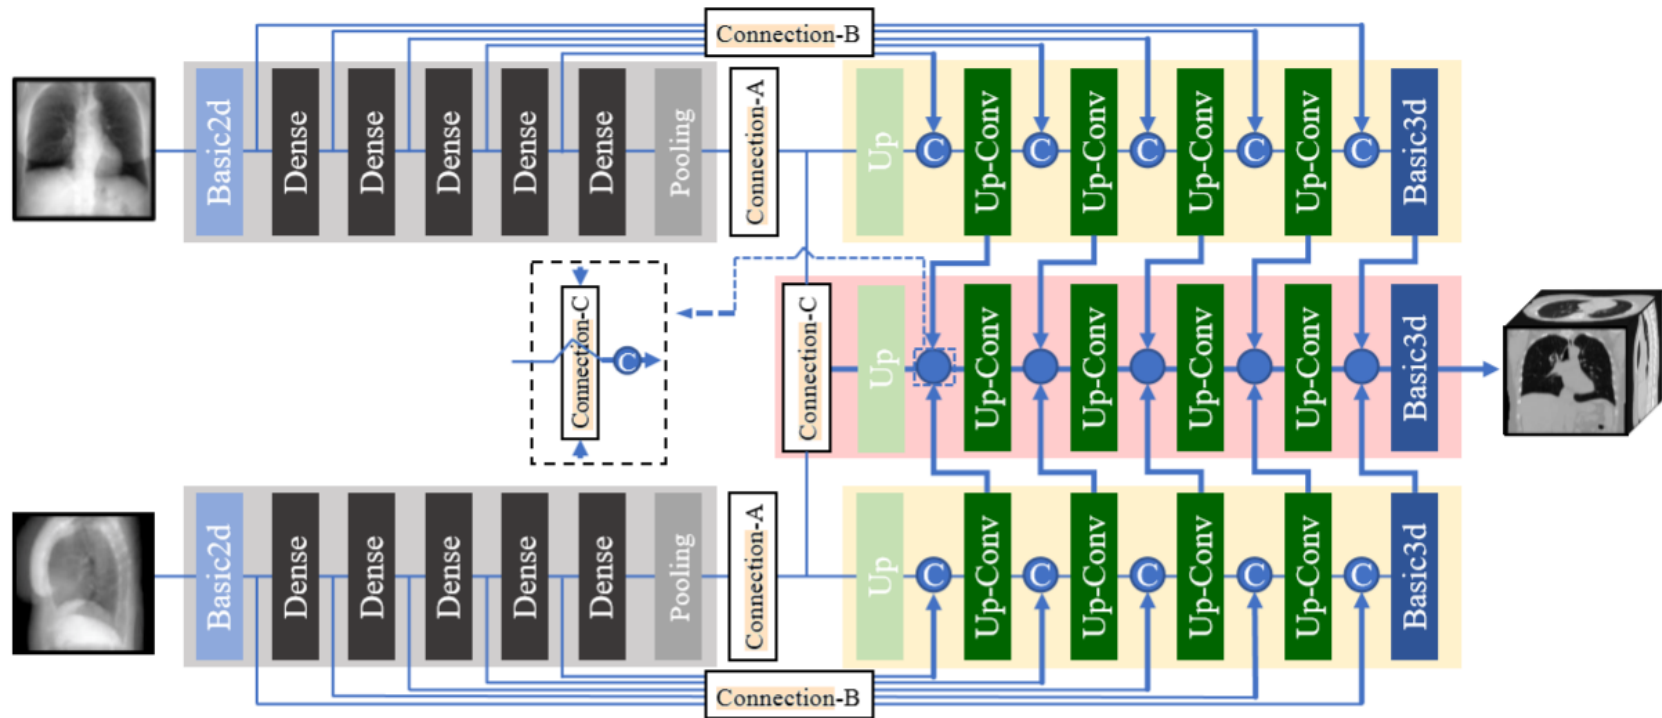 Connection-B
Basic2d
Dense
Dense
Dense
Dense
Dense
Pooling
Connection-A
Up
C
Up-Conv
C
Up-Conv
C
Up-Conv
C
Up-Conv
C
Basic3d
Connection-C
C
Connection-C
Up
Up-Conv
Up-Conv
Up-Conv
Up-Conv
Basic3d
Basic2d
Dense
Dense
Dense
Dense
Dense
Pooling
Connection-A
Up
C
Up-Conv
C
Up-Conv
C
Up-Conv
C
Up-Conv
C
Basic3d
Connection-B